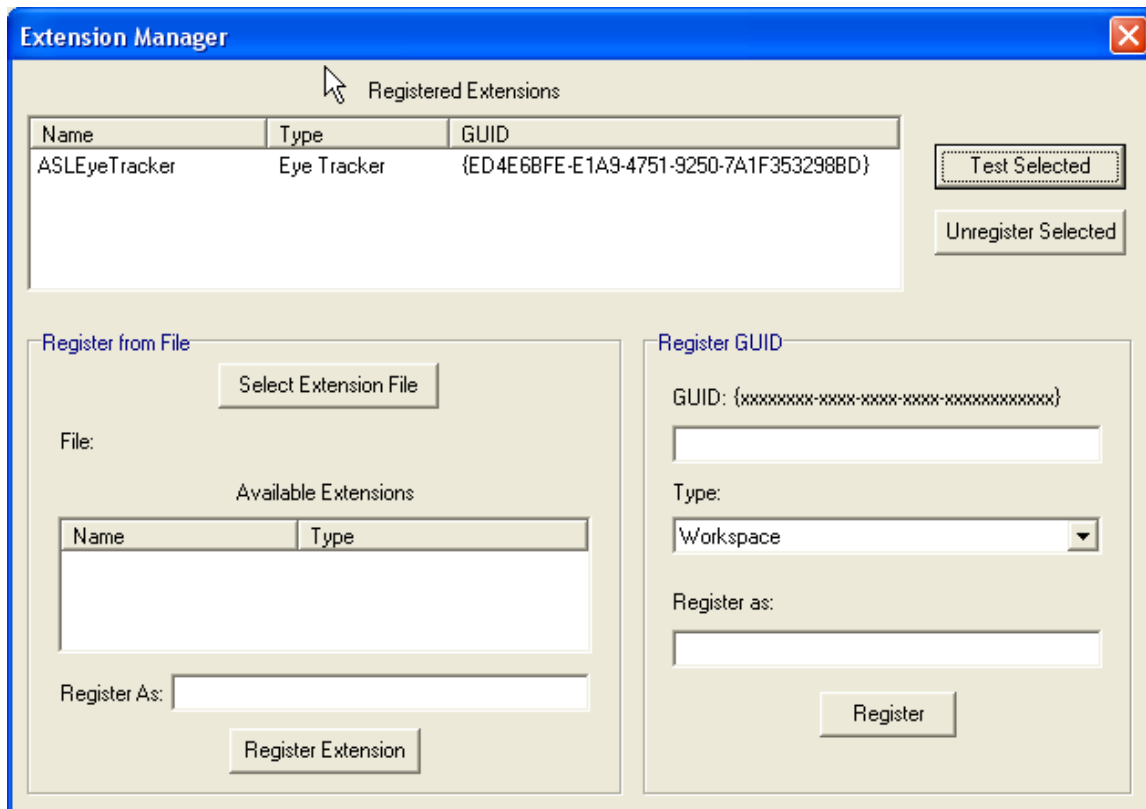 Extension Manager
Registered Extensions
Name Type GUID
ASLEyeTracker Eye Tracker {ED4E6BFE-E1A9-4751-9250-7A1F353298BD}
Test Selected
Unregister Selected
Register from File
Select Extension File
File:
Available Extensions
Name Type
Register As:
Register Extension
Register GUID
GUID: {xxxxxxxx-xxxx-xxxx-xxxx-xxxxxxxxxxxx}
Type:
Workspace
Register as:
Register